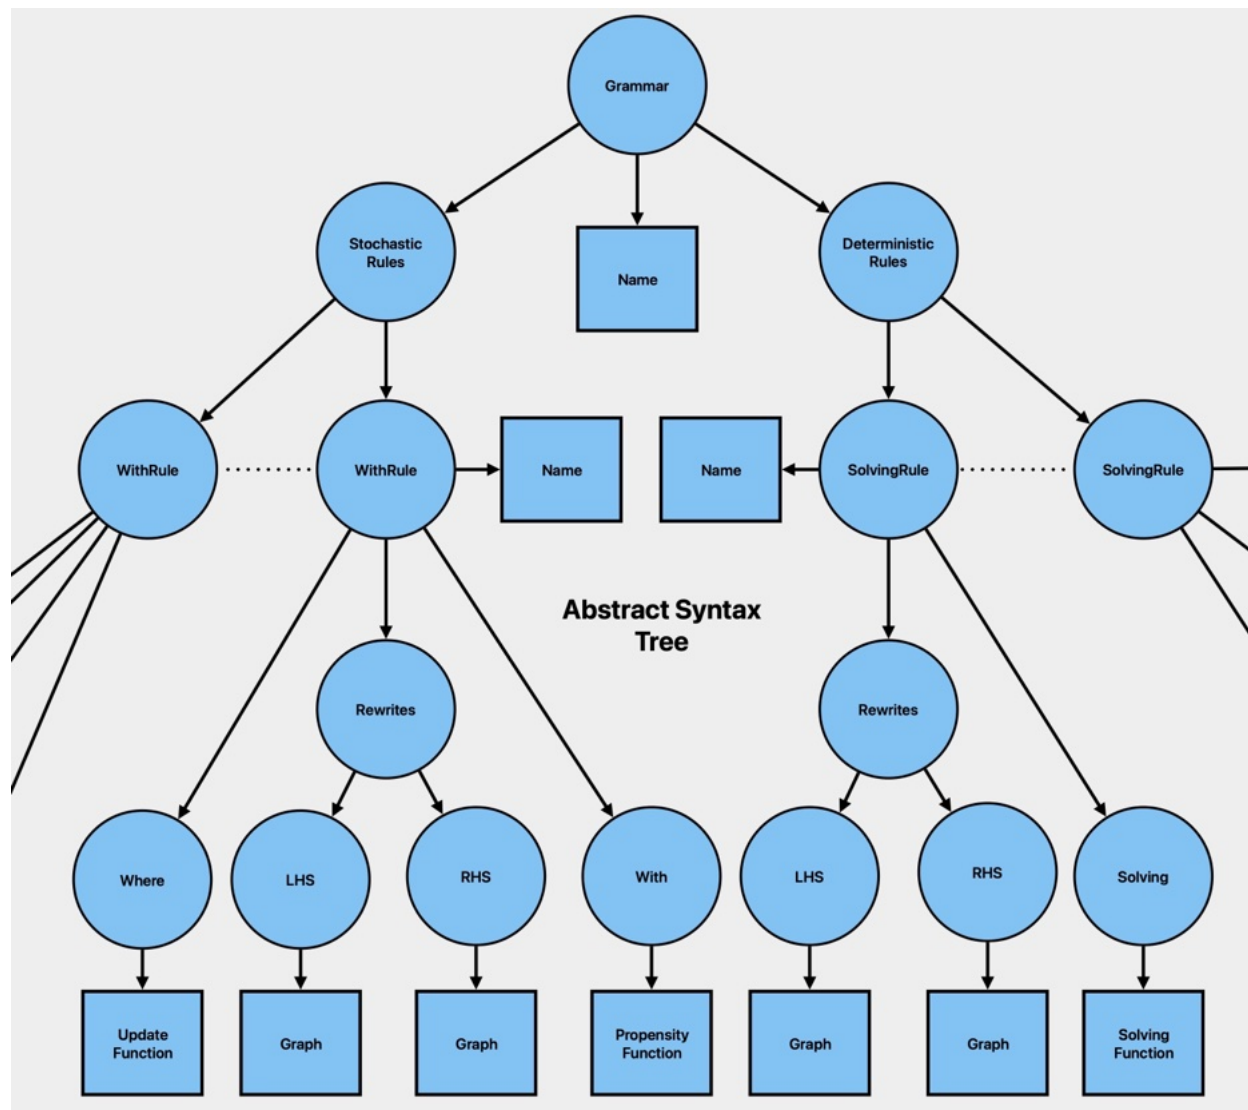 Grammar
Stochastic
Rules
Name
Deterministic
Rules
WithRule
WithRule
Name
Name
SolvingRule
SolvingRule
Abstract Syntax
Tree
Rewrites
Rewrites
Where
LHS
RHS
With
LHS
RHS
Solving
Update
Function
Graph
Graph
Propensity
Function
Graph
Graph
Solving
Function